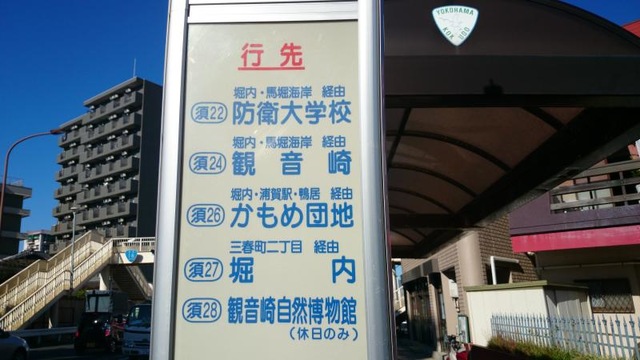 YOKOHAMA
行先
堀内・馬堀海岸 経由
須22 防衛大学校
堀内・馬堀海岸 経由
須24 観音崎
堀内・浦賀駅・鴨居 経由
須26 かもめ団地
三春町二丁目 経由
須27 堀内
須28 観音崎自然博物館
(休日のみ)